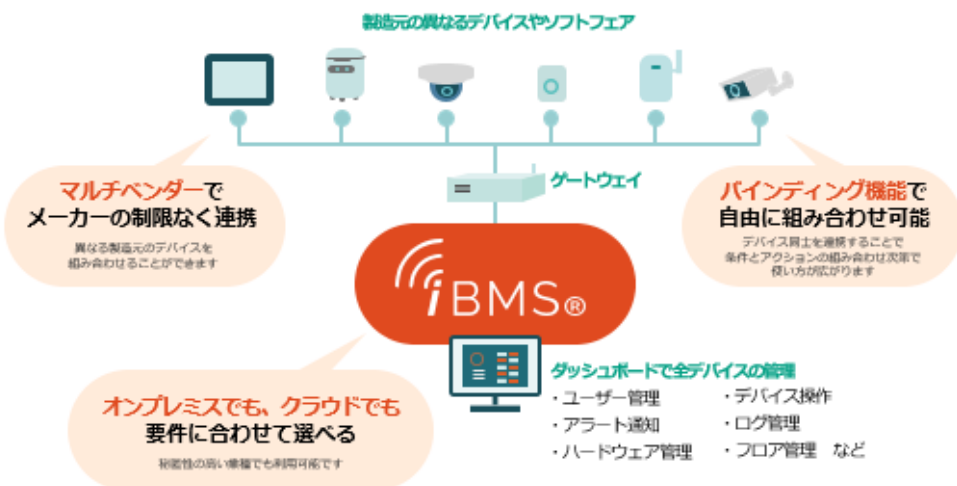 製造元の異なるデバイスやソフトフェア
マルチベンダーで
メーカーの制限なく連携
異なる製造元のデバイスを
組み合わせることができます
ゲートウェイ
バインディング機能で
自由に組み合わせ可能
デバイス同士を連携することで
条件とアクションの組み合わせ次第で
使い方が広がります
iBMS®
オンプレミスでも、クラウドでも
要件に合わせて選べる
秘匿性の高い業種でも利用可能です
ダッシュボードで全デバイスの管理
・ユーザー管理
・アラート通知
・ハードウェア管理
・デバイス操作
・ログ管理
・フロア管理 など